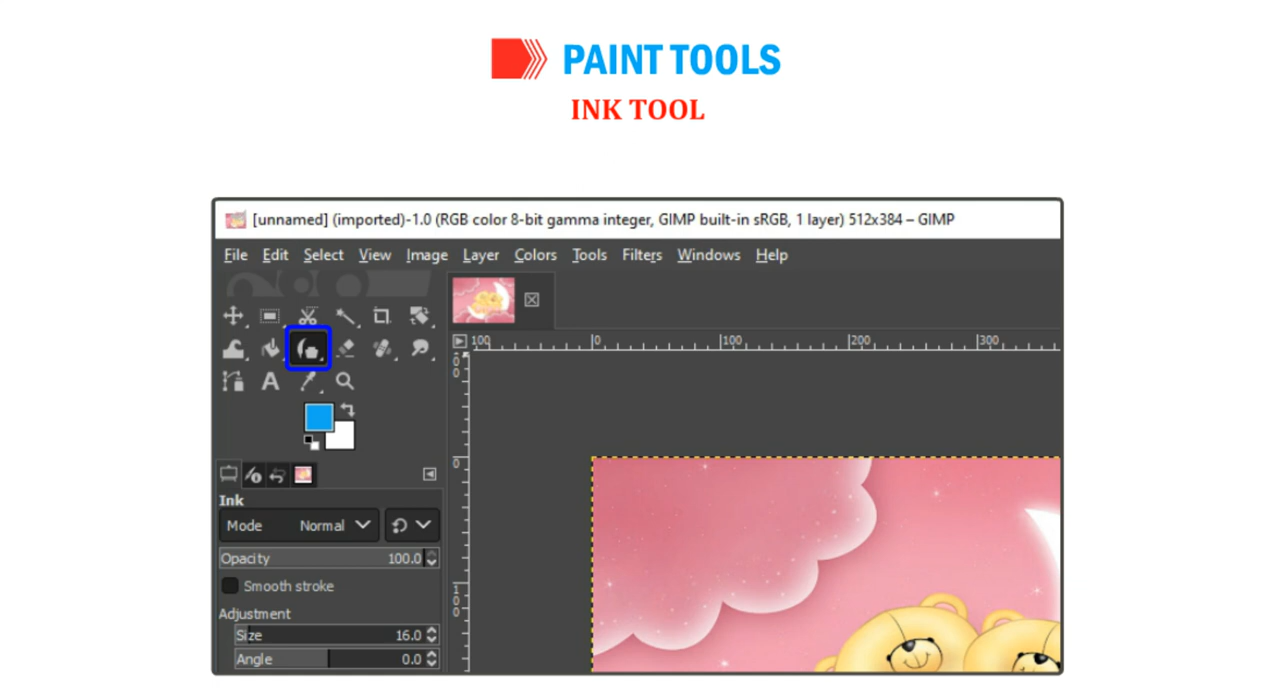 PAINT TOOLS
INK TOOL
[unnamed] (imported)-1.0 (RGB color 8-bit gamma integer, GIMP built-in sRGB, 1 layer) 512x384 – GIMP
File Edit Select View Image Layer Colors Tools Filters Windows Help
100 0 100 200 300
A
0
100
Ink
Mode Normal
Opacity 100.0
Smooth stroke
Adjustment
Size 16.0
Angle 0.0